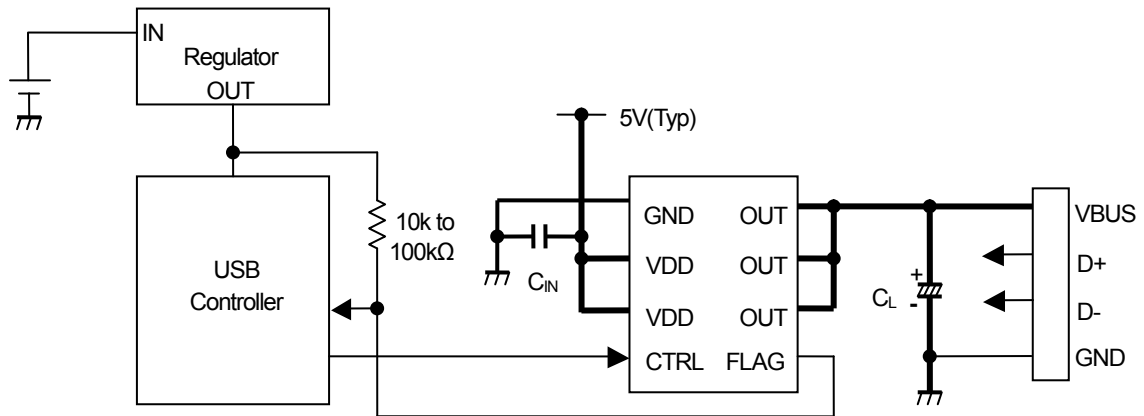 IN
Regulator
OUT
5V(Typ)
10k to
100kΩ
USB
Controller
C_IN
GND
VDD
VDD
CTRL
OUT
OUT
OUT
FLAG
+
C_L
-
VBUS
D+
D-
GND